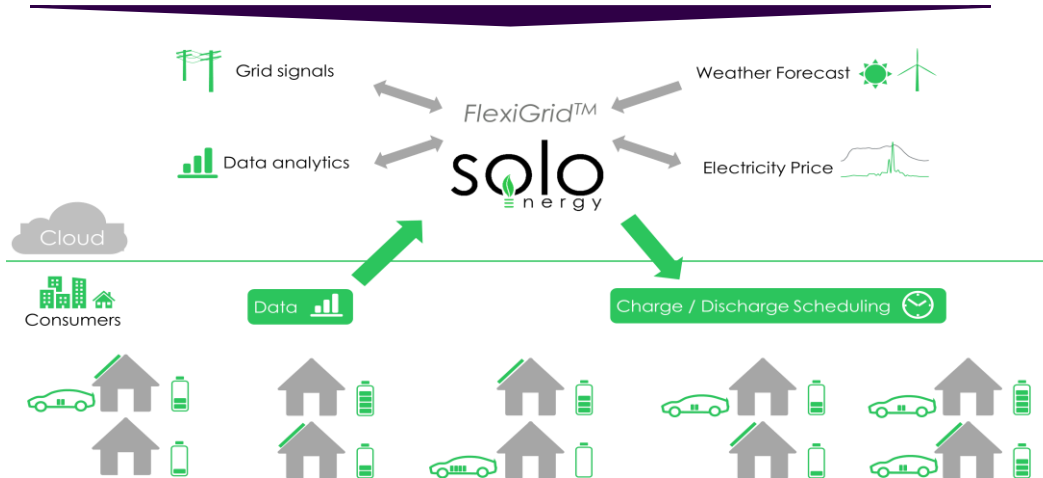 Grid signals
Weather Forecast
FlexiGrid™
Data analytics
solo
Energy
Electricity Price
Cloud
Consumers
Data
Charge / Discharge Scheduling